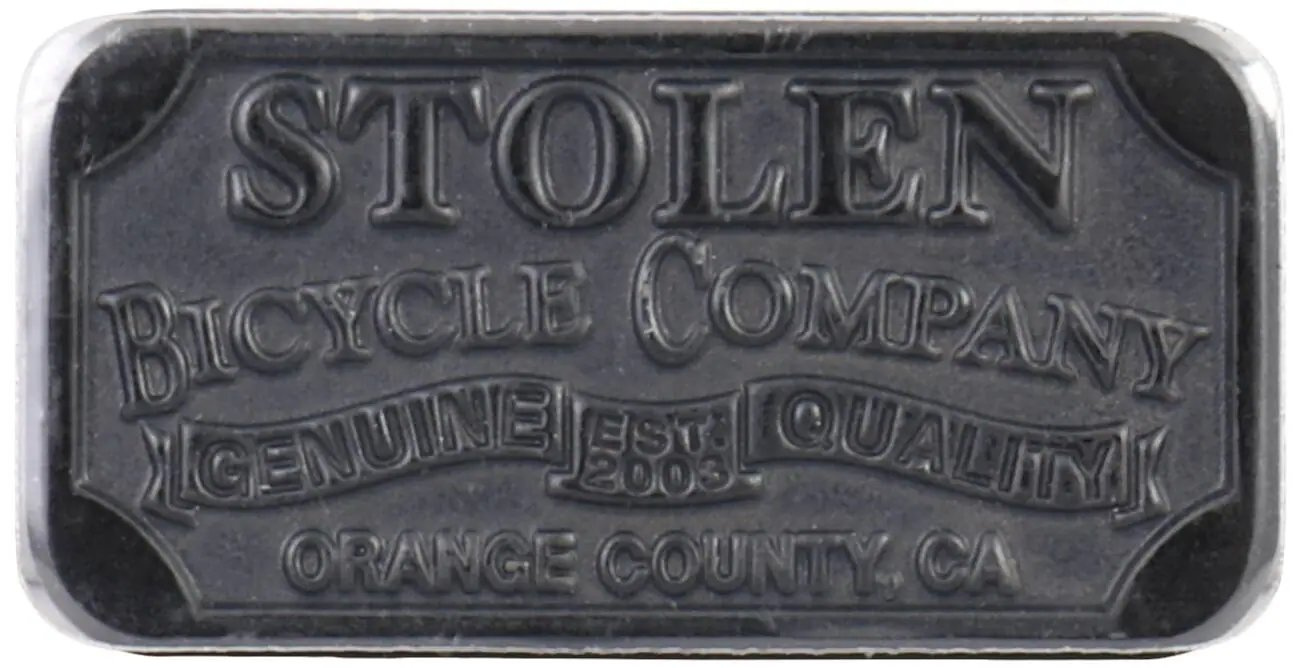 STOLEN
BICYCLE COMPANY
GENUINE EST. 2003 QUALITY
ORANGE COUNTY, CA